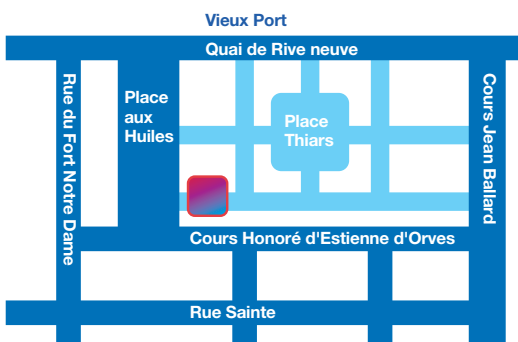 Vieux Port
Quai de Rive neuve
Rue du Fort Notre Dame
Place
aux
Huiles
Place
Thiars
Cours Jean Ballard
Cours Honoré d'Estienne d'Orves
Rue Sainte